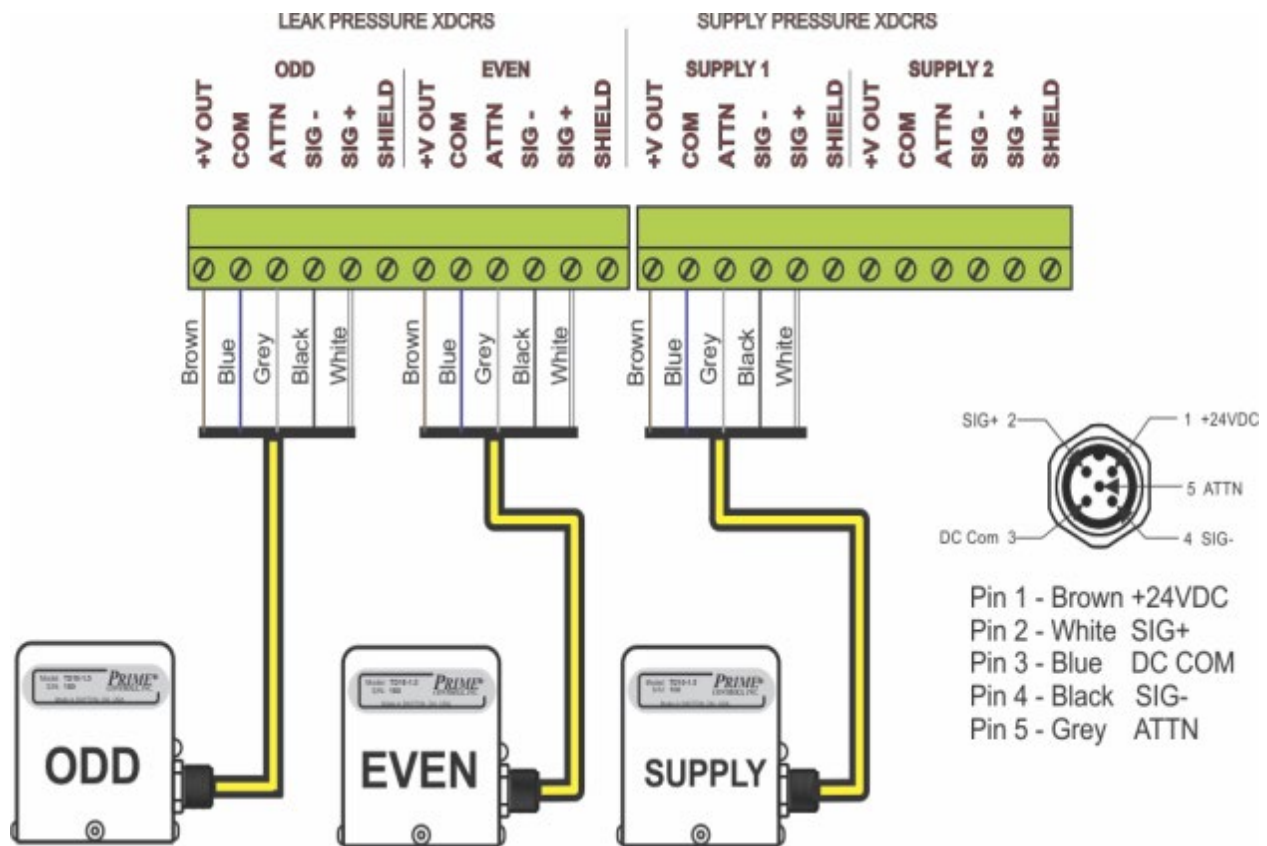 LEAK PRESSURE XDCRS
SUPPLY PRESSURE XDCRS
ODD
EVEN
SUPPLY 1
SUPPLY 2
+V OUT
COM
ATTN
SIG -
SIG +
SHIELD
+V OUT
COM
ATTN
SIG -
SIG +
SHIELD
+V OUT
COM
ATTN
SIG -
SIG +
SHIELD
+V OUT
COM
ATTN
SIG -
SIG +
SHIELD
Brown
Blue
Grey
Black
White
Brown
Blue
Grey
Black
White
Brown
Blue
Grey
Black
White
SIG+ 2
1 +24VDC
5 ATTN
DC Com 3
4 SIG-
Pin 1 - Brown +24VDC
Pin 2 - White SIG+
Pin 3 - Blue DC COM
Pin 4 - Black SIG-
Pin 5 - Grey ATTN
PRIME
ODD
PRIME
EVEN
PRIME
SUPPLY